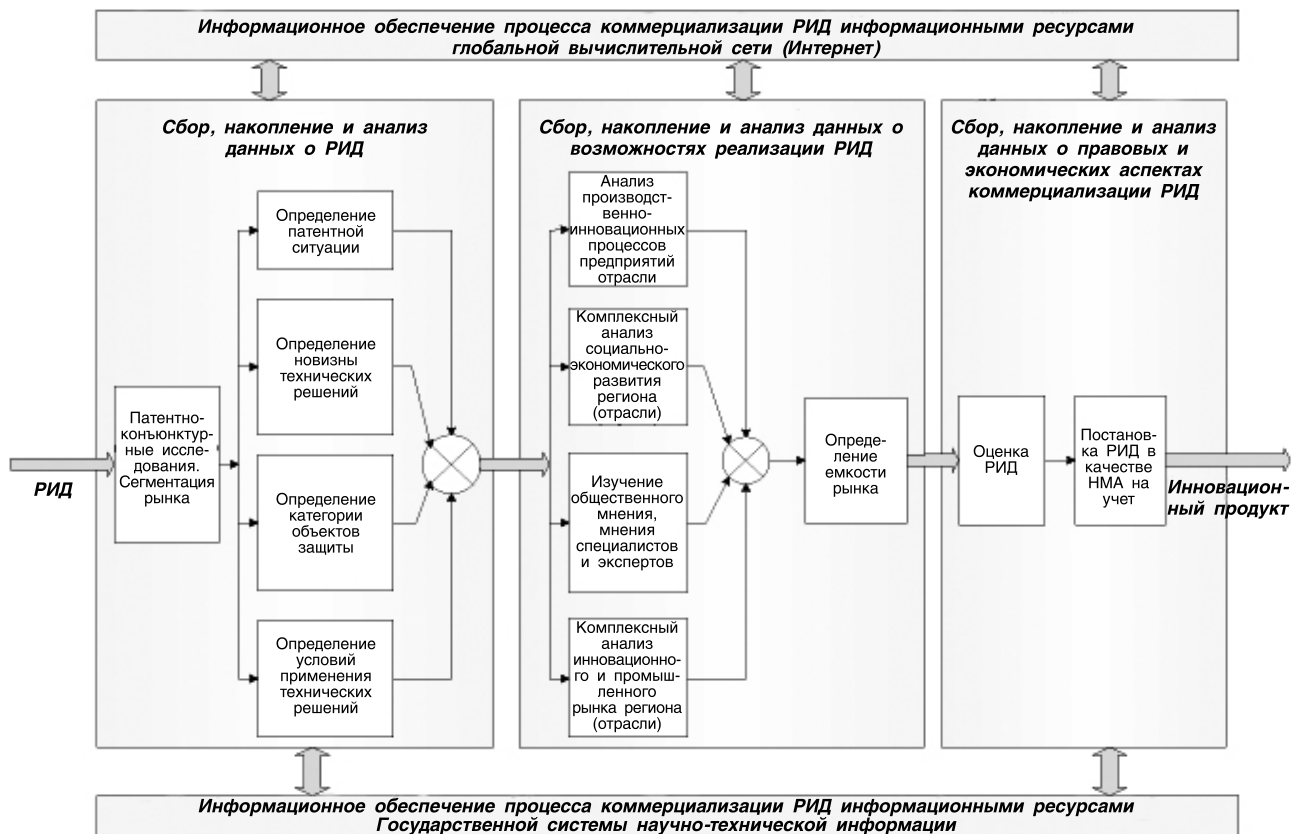 Информационное обеспечение процесса коммерциализации РИД информационными ресурсами
глобальной вычислительной сети (Интернет)
Сбор, накопление и анализ
данных о РИД
Определение
патентной
ситуации
Определение
новизны
технических
решений
Патентно-
конъюнктур-
ные иссле-
дования.
Сегментация
рынка
РИД
Определение
категории
объектов
защиты
Определение
условий
применения
технических
решений
Сбор, накопление и анализ данных о
возможностях реализации РИД
Анализ
производст-
венно-
инновационных
процессов
предприятий
отрасли
Комплексный
анализ
социально-
экономического
развития
региона
(отрасли)
Изучение
общественного
мнения,
мнения
специалистов
и экспертов
Комплексный
анализ
инновационно-
го и промыш-
ленного
рынка региона
(отрасли)
Опреде-
ление
емкости
рынка
Сбор, накопление и анализ
данных о правовых и
экономических аспектах
коммерциализации РИД
Оценка
РИД
Постанов-
ка РИД в
качестве
НМА на
учет
Инновацион-
ный продукт
Информационное обеспечение процесса коммерциализации РИД информационными ресурсами
Государственной системы научно-технической информации